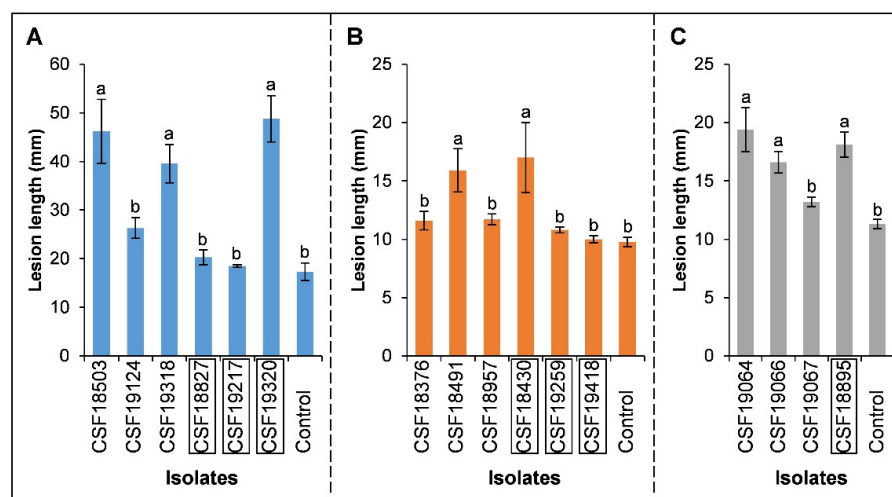 A
Lesion length (mm)
60
50
40
30
20
10
0
a
b
a
b
b
a
b
CSF18503
CSF19124
CSF19318
CSF18827
CSF19217
CSF19320
Control
Isolates
B
Lesion length (mm)
25
20
15
10
5
0
b
a
b
a
b
b
b
CSF18376
CSF18491
CSF18957
CSF18430
CSF19259
CSF19418
Control
Isolates
C
Lesion length (mm)
25
20
15
10
5
0
a
a
b
a
b
CSF19064
CSF19066
CSF19067
CSF18895
Control
Isolates